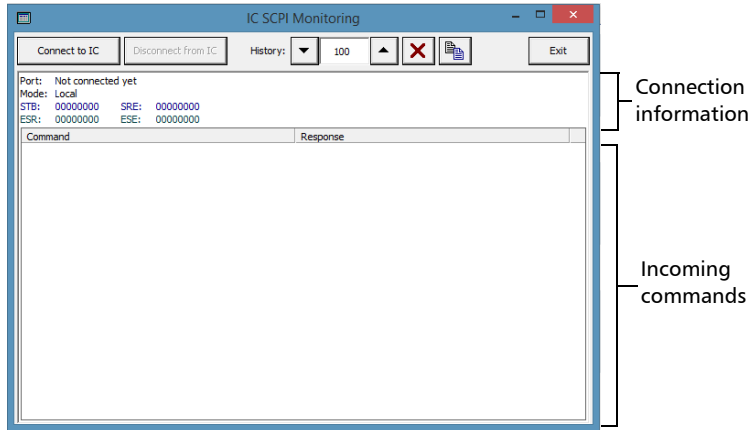 IC SCPI Monitoring
Connect to IC
Disconnect from IC
History:
100
Exit
Port: Not connected yet
Mode: Local
STB: 00000000 SRE: 00000000
ESR: 00000000 ESE: 00000000
Command Response
Connection
information
Incoming
commands